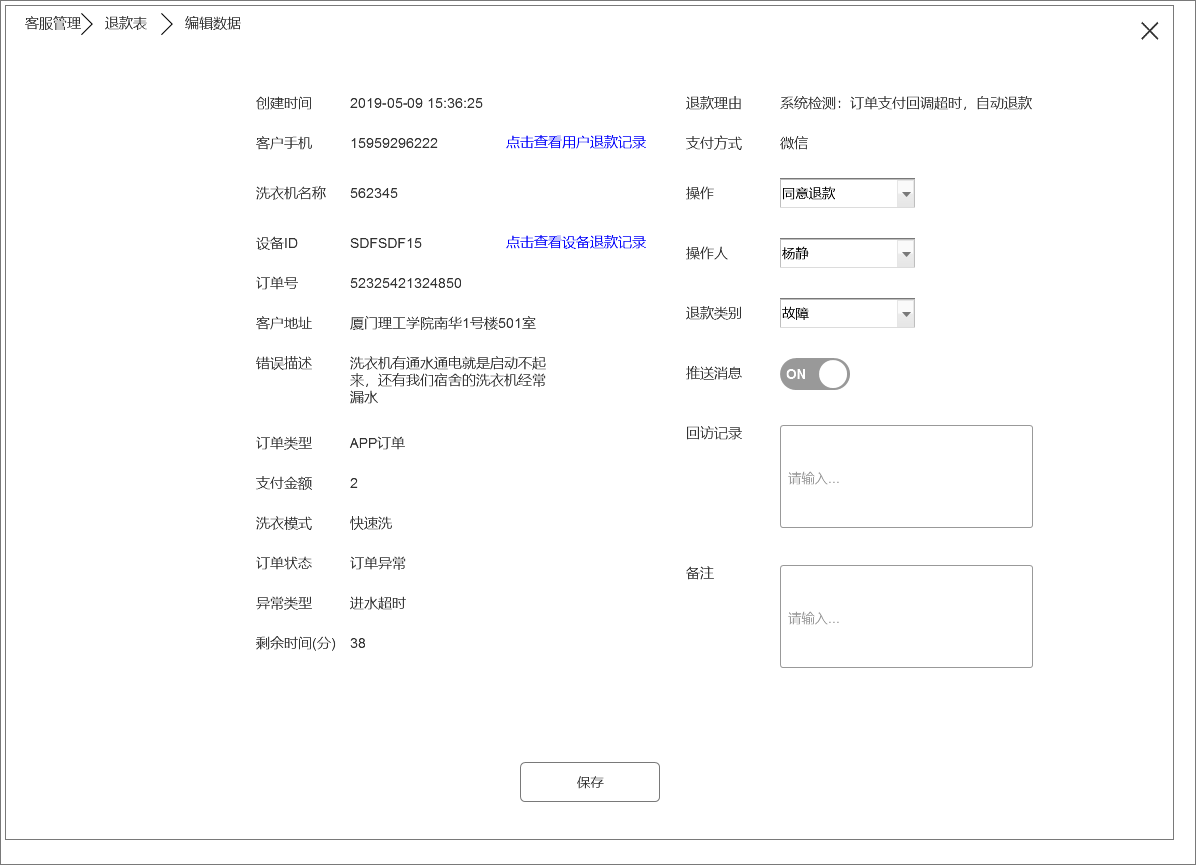 客服管理 退款表 编辑数据
创建时间 2019-05-09 15:36:25
客户手机 15959296222 点击查看用户退款记录
洗衣机名称 562345
设备ID SDFSDF15 点击查看设备退款记录
订单号 52325421324850
客户地址 厦门理工学院南华1号楼501室
错误描述 洗衣机有通水通电就是启动不起
来，还有我们宿舍的洗衣机经常
漏水
订单类型 APP订单
支付金额 2
洗衣模式 快速洗
订单状态 订单异常
异常类型 进水超时
剩余时间(分) 38
退款理由 系统检测：订单支付回调超时，自动退款
支付方式 微信
操作 同意退款
操作人 杨静
退款类别 故障
推送消息 ON
回访记录
请输入...
备注
请输入...
保存